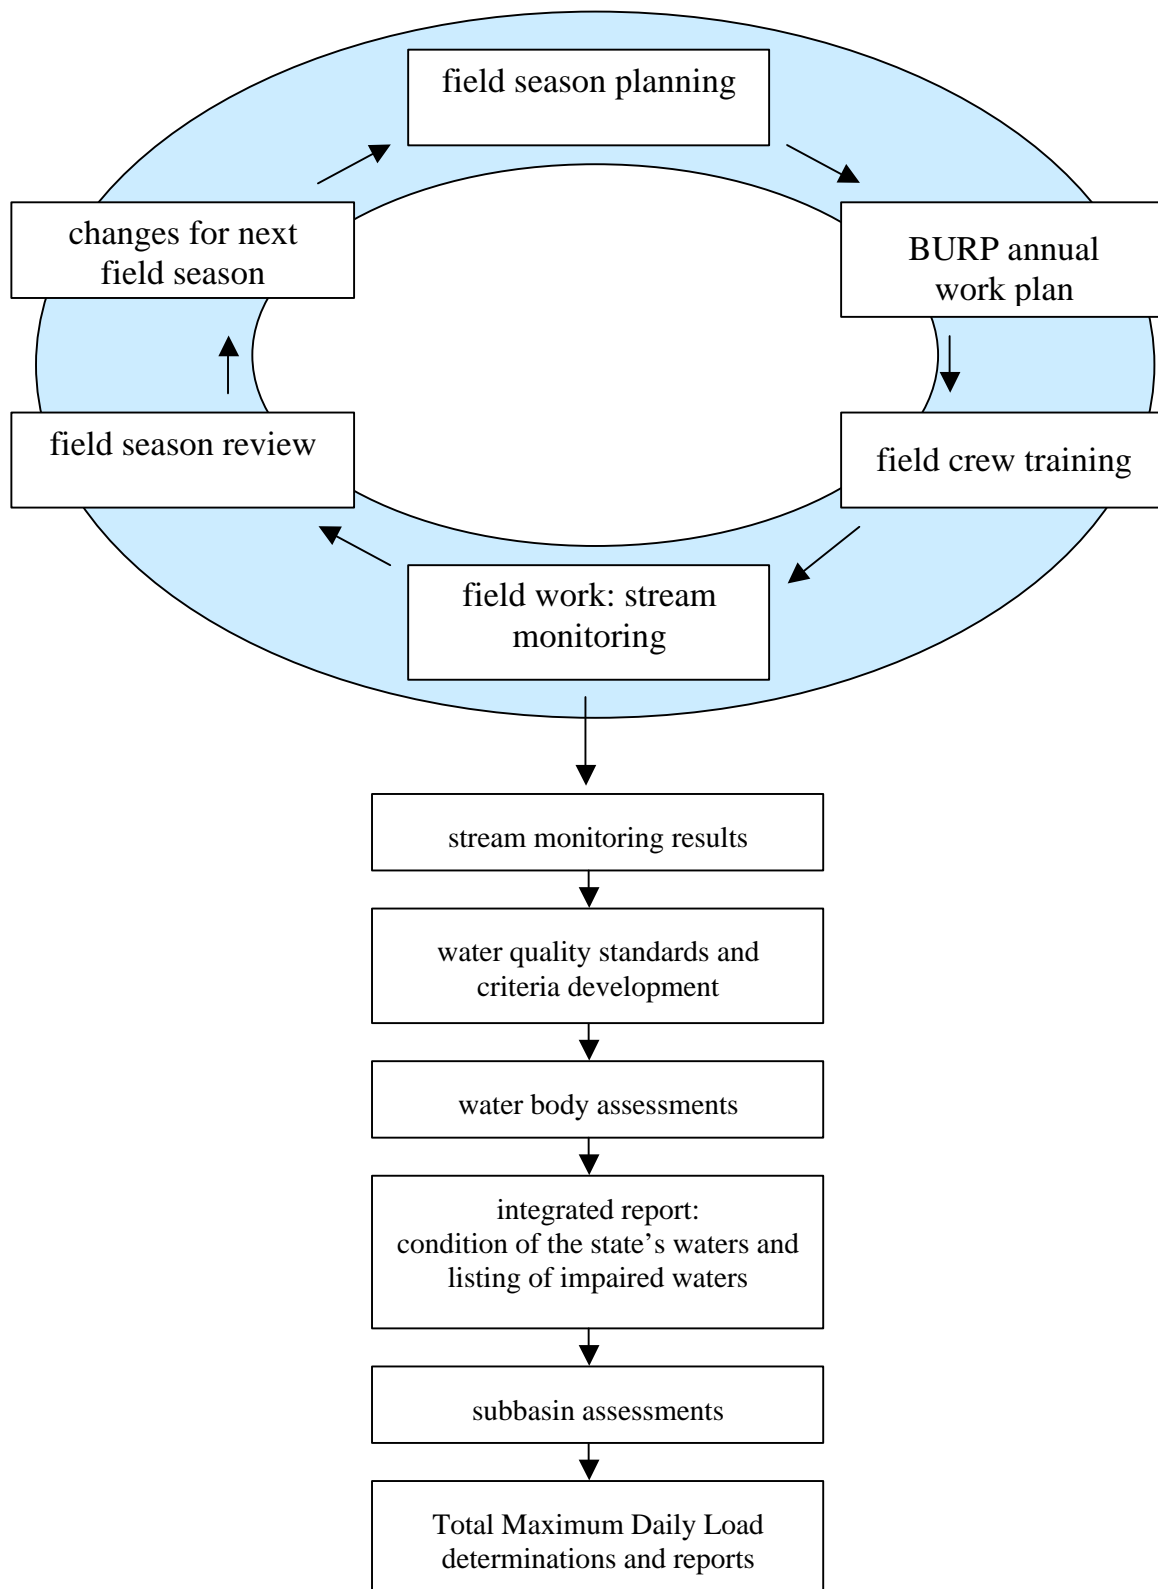 field season planning
changes for next
field season
BURP annual
work plan
field season review
field crew training
field work: stream
monitoring
stream monitoring results
water quality standards and
criteria development
water body assessments
integrated report:
condition of the state’s waters and
listing of impaired waters
subbasin assessments
Total Maximum Daily Load
determinations and reports